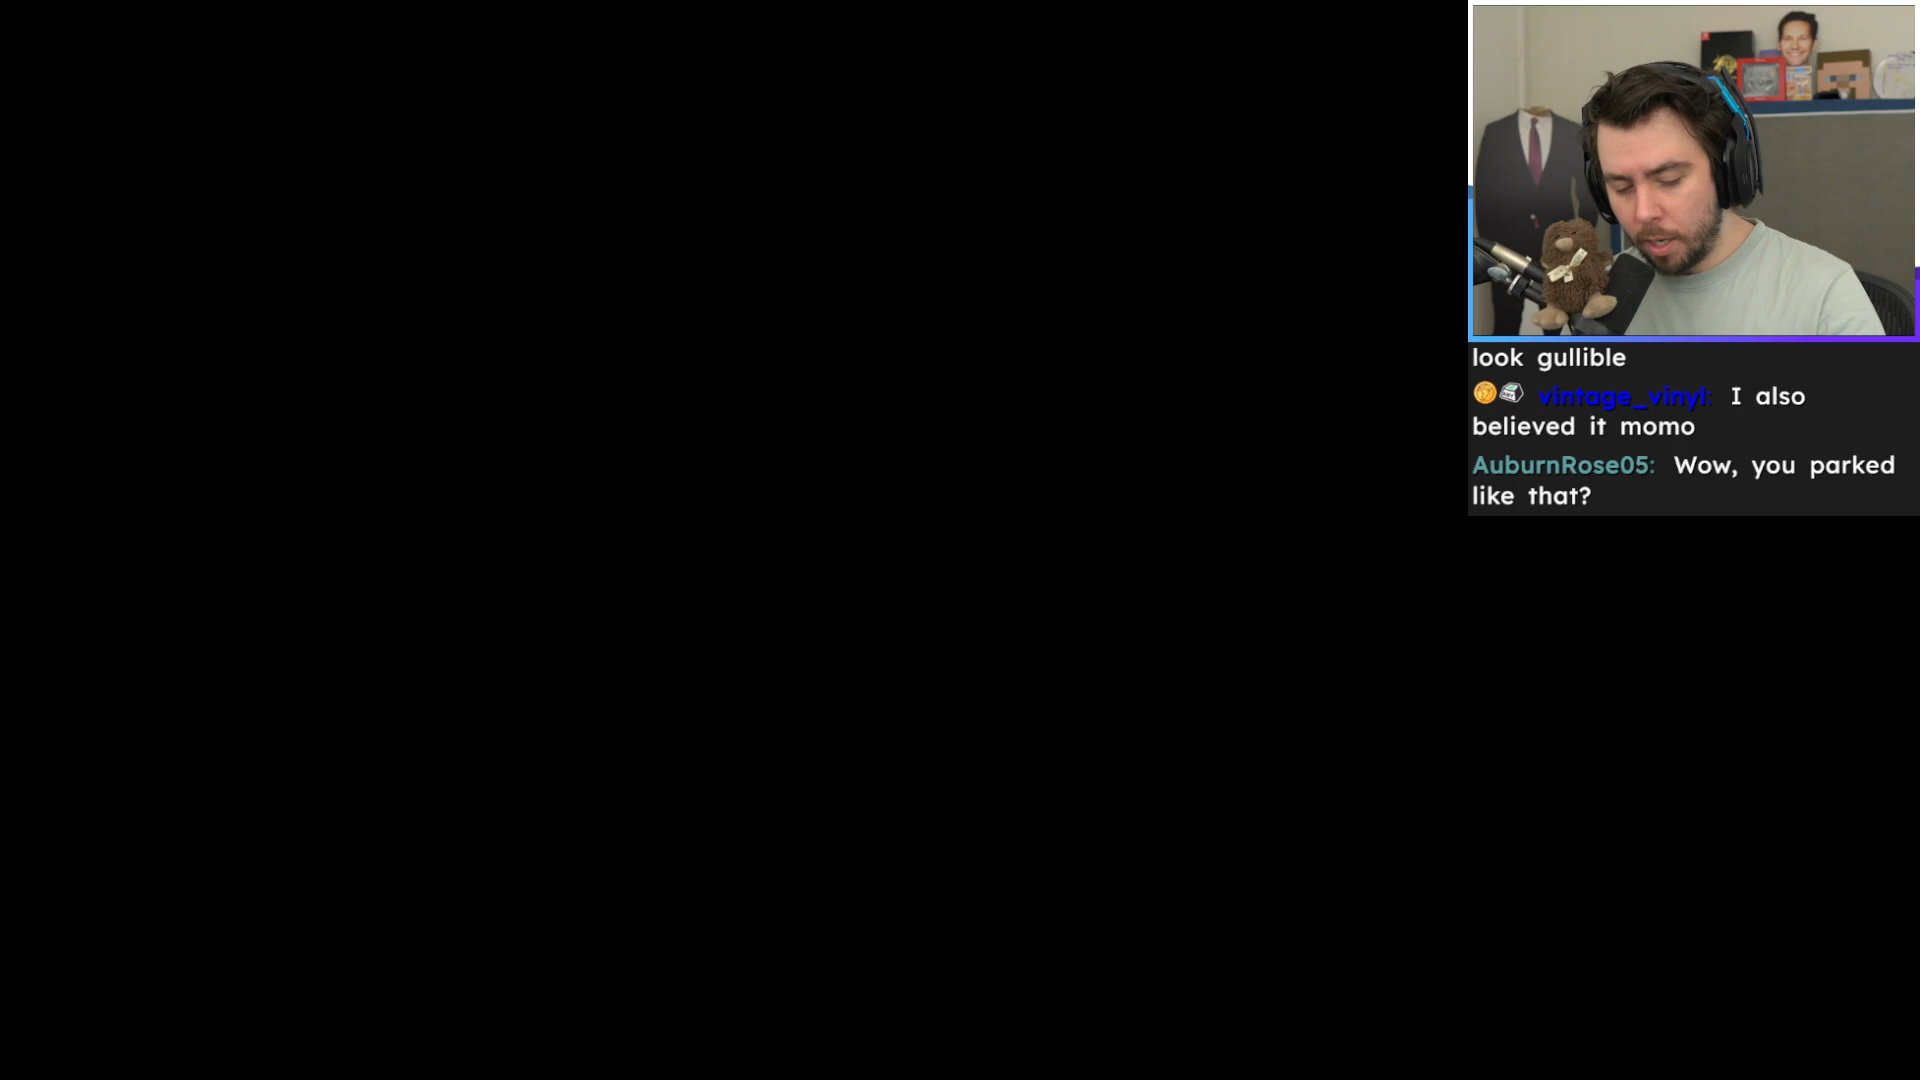 look gullible
vintage_vinyl: I also
believed it momo
AuburnRose05: Wow, you parked
like that?